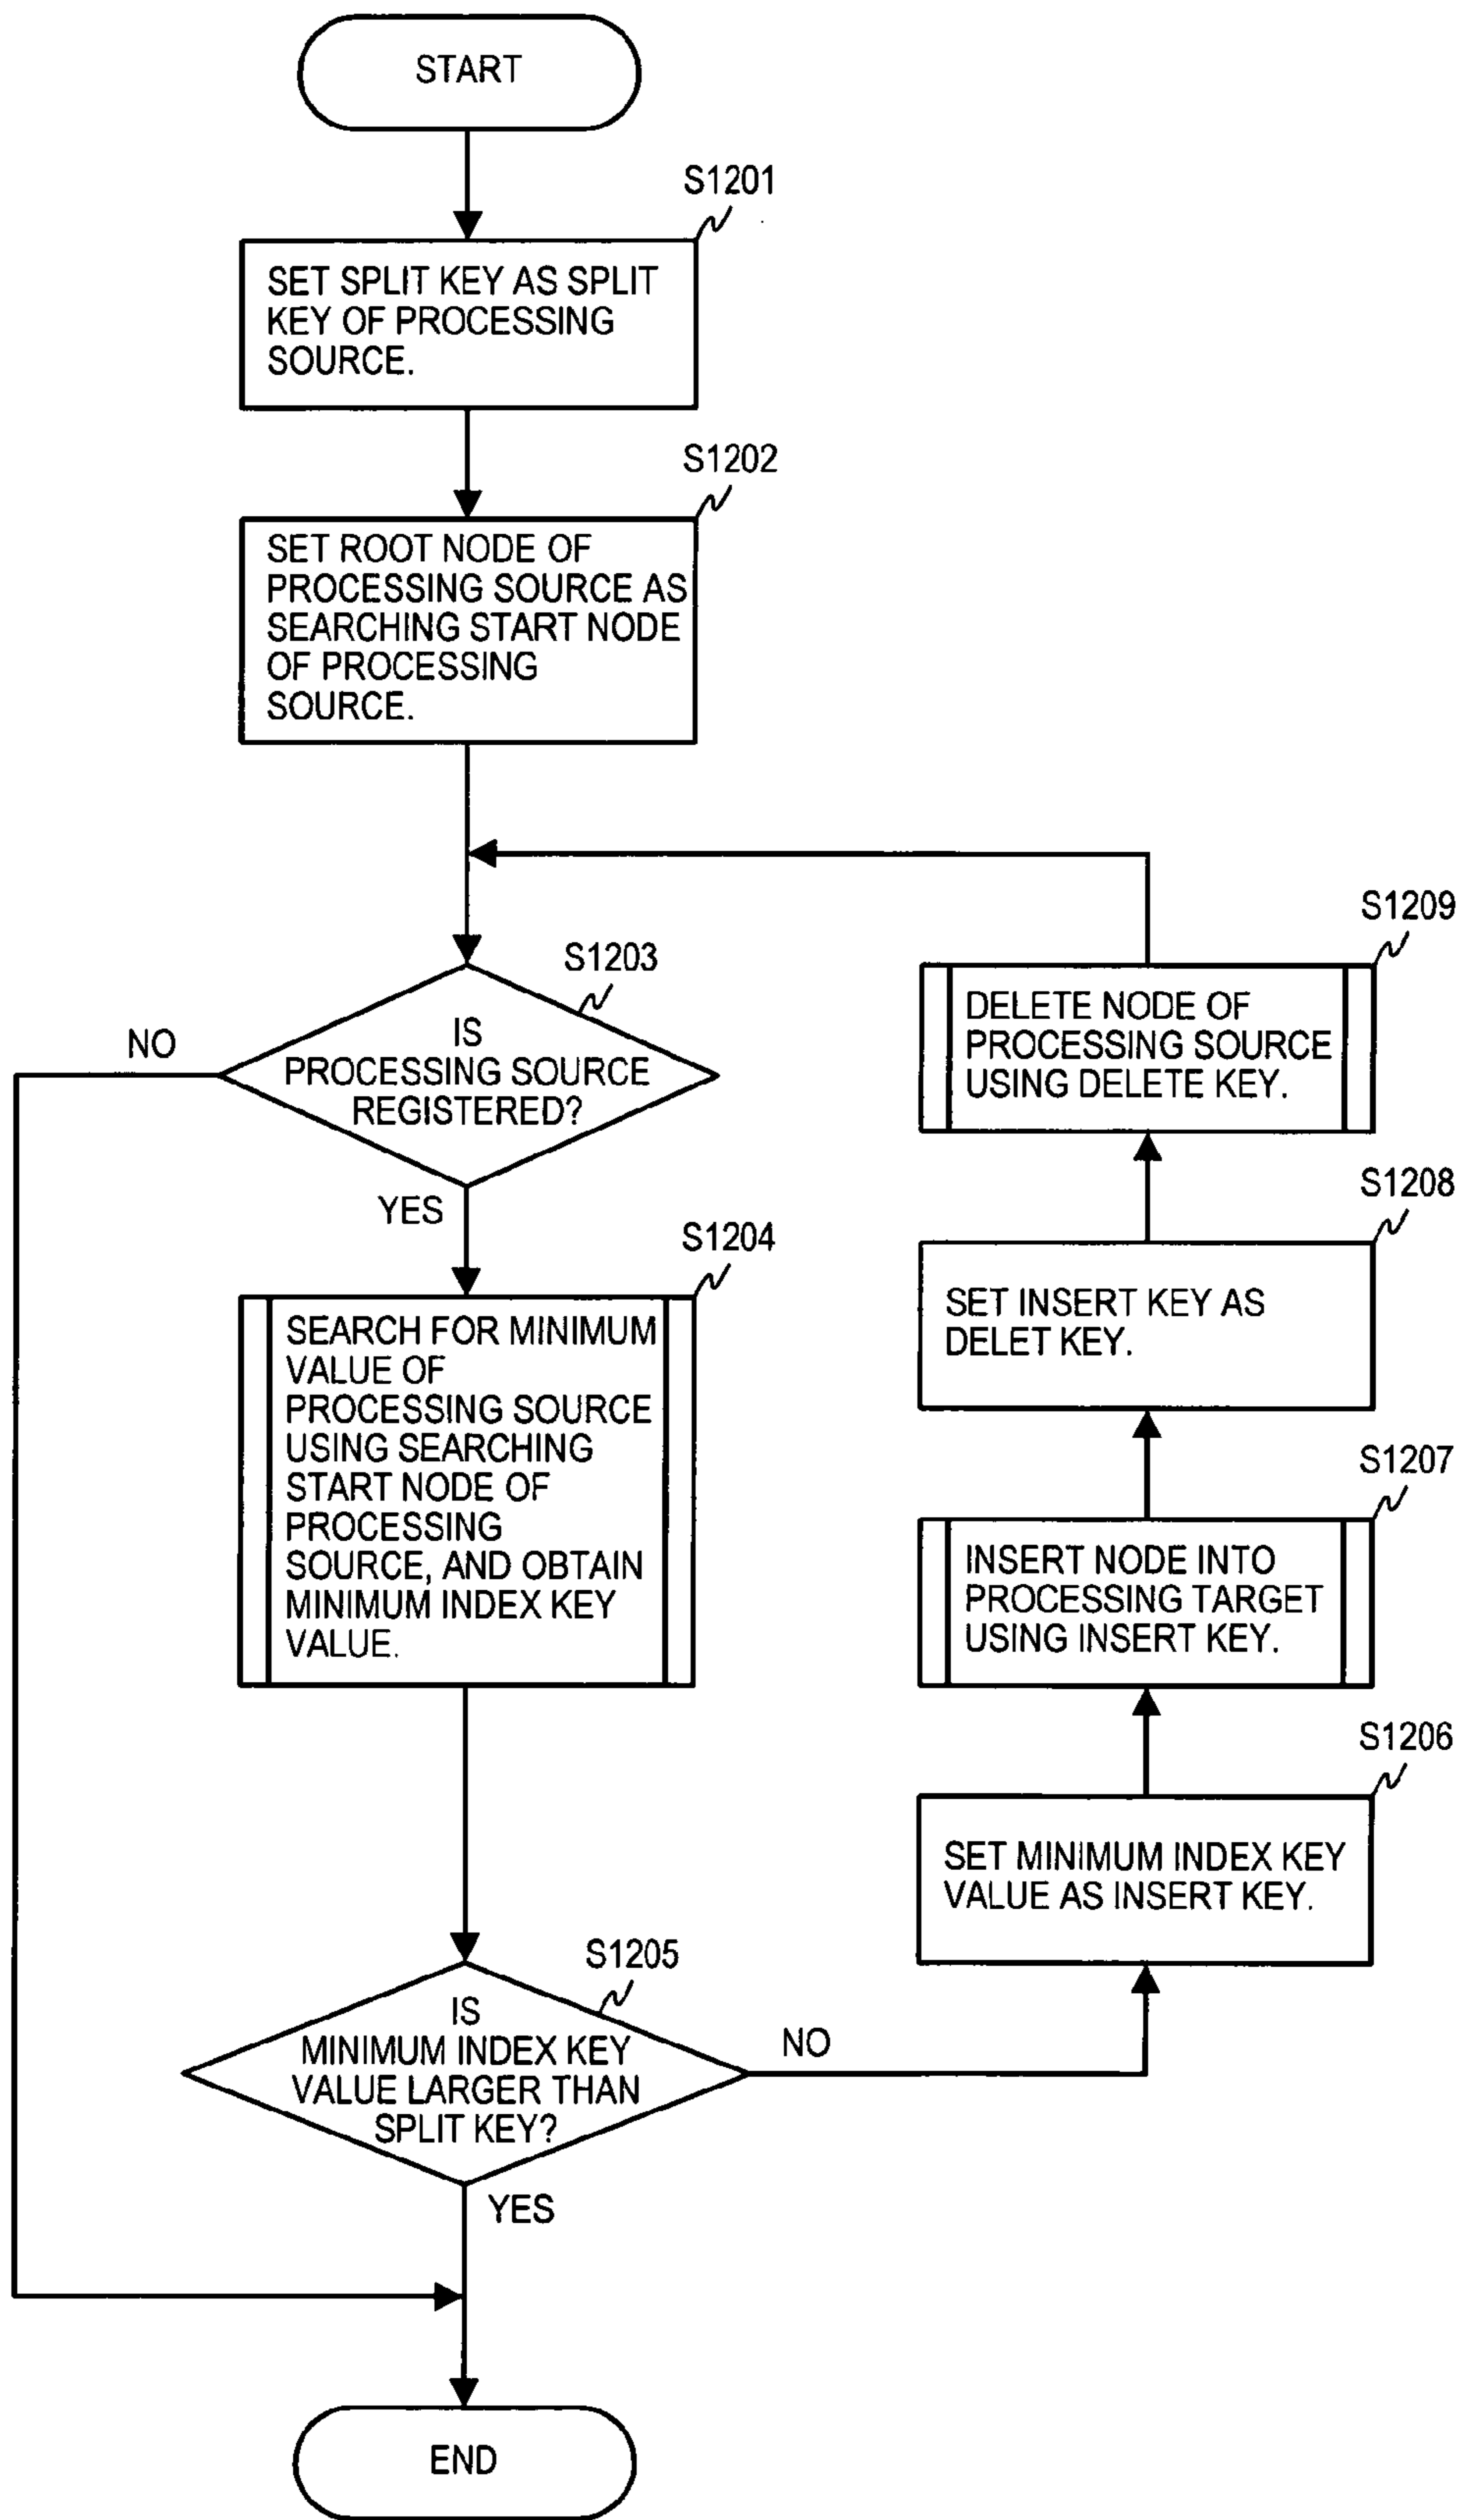 START
S1201
SET SPLIT KEY AS SPLIT
KEY OF PROCESSING
SOURCE.
S1202
SET ROOT NODE OF
PROCESSING SOURCE AS
SEARCHING START NODE
OF PROCESSING
SOURCE.
S1203
IS
PROCESSING SOURCE
REGISTERED?
NO
YES
S1204
SEARCH FOR MINIMUM
VALUE OF
PROCESSING SOURCE
USING SEARCHING
START NODE OF
PROCESSING
SOURCE, AND OBTAIN
MINIMUM INDEX KEY
VALUE.
S1205
IS
MINIMUM INDEX KEY
VALUE LARGER THAN
SPLIT KEY?
NO
YES
S1209
DELETE NODE OF
PROCESSING SOURCE
USING DELETE KEY.
S1208
SET INSERT KEY AS
DELET KEY.
S1207
INSERT NODE INTO
PROCESSING TARGET
USING INSERT KEY.
S1206
SET MINIMUM INDEX KEY
VALUE AS INSERT KEY.
END